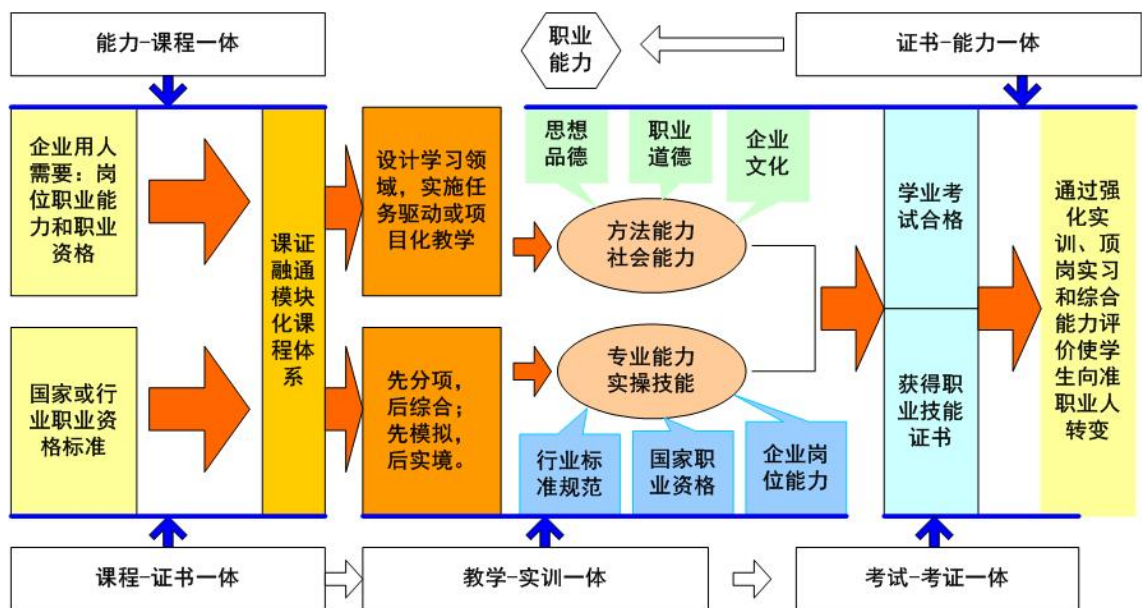 能力-课程一体
职业
能力
证书-能力一体
企业用人
需要：岗
位职业能
力和职业
资格
国家或行
业职业资
格标准
课证
融通
模块
化课
程体
系
设计学习领
域，实施任
务驱动或项
目化教学
先分项，
后综合；
先模拟，
后实境。
思想
品德
职业
道德
企业
文化
方法能力
社会能力
专业能力
实操技能
行业标
准规范
国家职
业资格
企业岗
位能力
学业考
试合格
获得职
业技能
证书
通过强
化实
训、顶
岗实习
和综合
能力评
价使学
生向准
职业人
转变
课程-证书一体
教学-实训一体
考试-考证一体